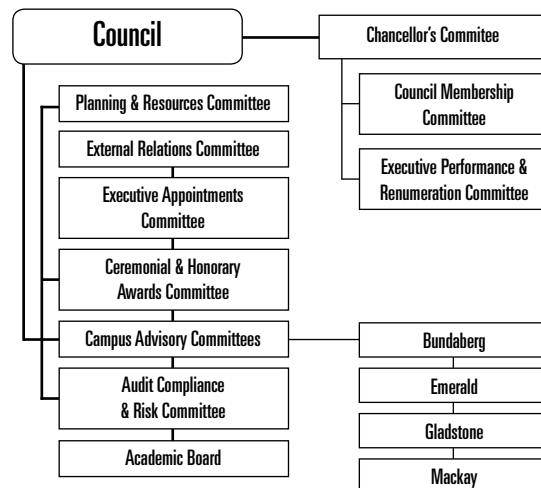 Council
Chancellor's Commitee
Council Membership
Committee
Executive Performance &
Renumeration Committee
Planning & Resources Committee
External Relations Committee
Executive Appointments
Committee
Ceremonial & Honorary
Awards Committee
Campus Advisory Committees
Audit Compliance
& Risk Committee
Academic Board
Bundaberg
Emerald
Gladstone
Mackay